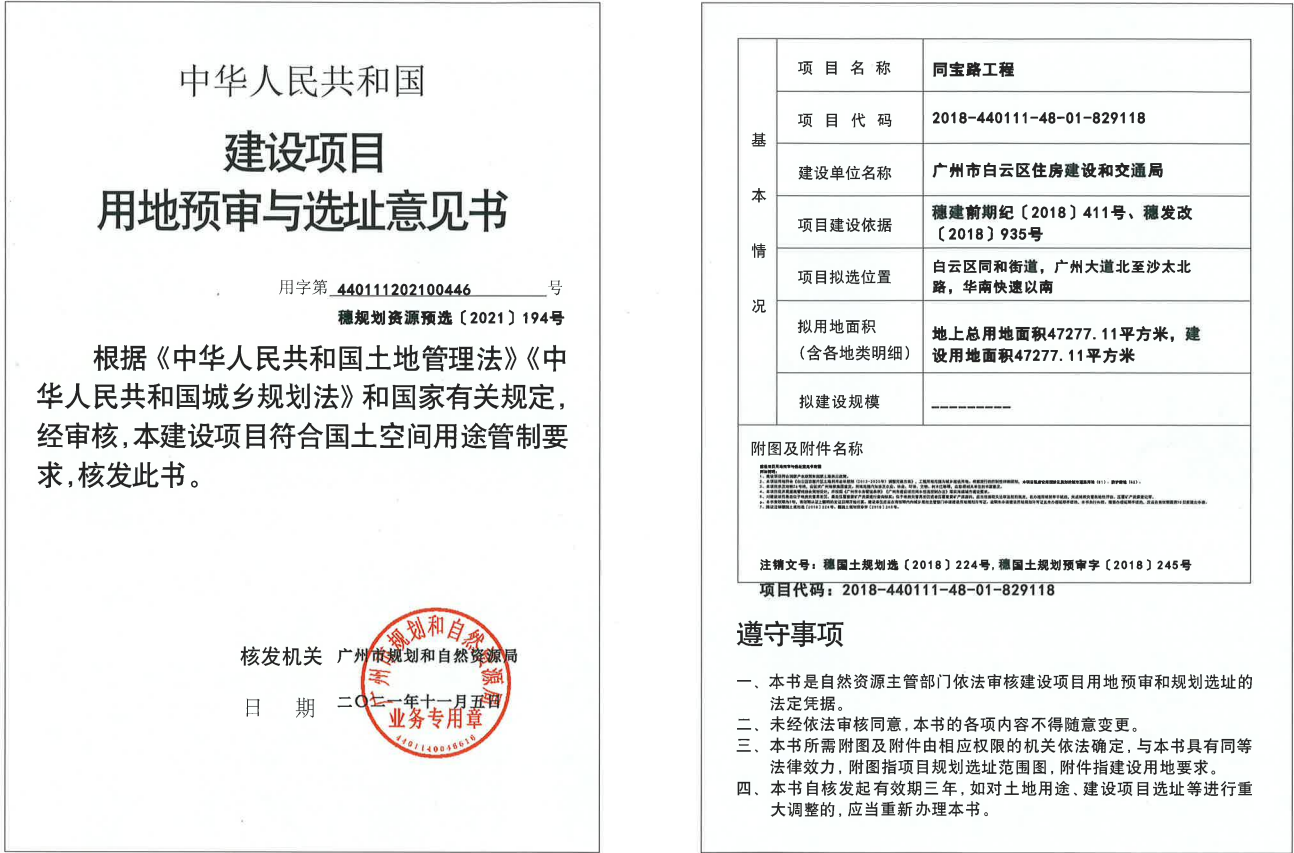 中华人民共和国
建设项目
用地预审与选址意见书
用字第 440111202100446 号
穗规划资源预选〔2021〕194号
根据《中华人民共和国土地管理法》《中
华人民共和国城乡规划法》和国家有关规定,
经审核,本建设项目符合国土空间用途管制要
求,核发此书。
核发机关 广州市规划和自然资源局
日 期 二〇二一年十一月五日
广州市规划和自然资源局
业务专用章
基本情况
项目名称 同宝路工程
项目代码 2018-440111-48-01-829118
建设单位名称 广州市白云区住房建设和交通局
项目建设依据 穗建前期纪〔2018〕411号、穗发改
〔2018〕935号
项目拟选位置 白云区同和街道，广州大道北至沙太北
路，华南快速以南
拟用地面积
(含各地类明细)
地上总用地面积47277.11平方米，建
设用地面积47277.11平方米
拟建设规模 _________
附图及附件名称
注销文号：穗国土规划选〔2018〕224号,穗国土规划预审字〔2018〕245号
项目代码：2018-440111-48-01-829118
遵守事项
一、本书是自然资源主管部门依法审核建设项目用地预审和规划选址的
法定凭据。
二、未经依法审核同意,本书的各项内容不得随意变更。
三、本书所需附图及附件由相应权限的机关依法确定,与本书具有同等
法律效力,附图指项目规划选址范围图,附件指建设用地要求。
四、本书自核发起有效期三年,如对土地用途、建设项目选址等进行重
大调整的,应当重新办理本书。